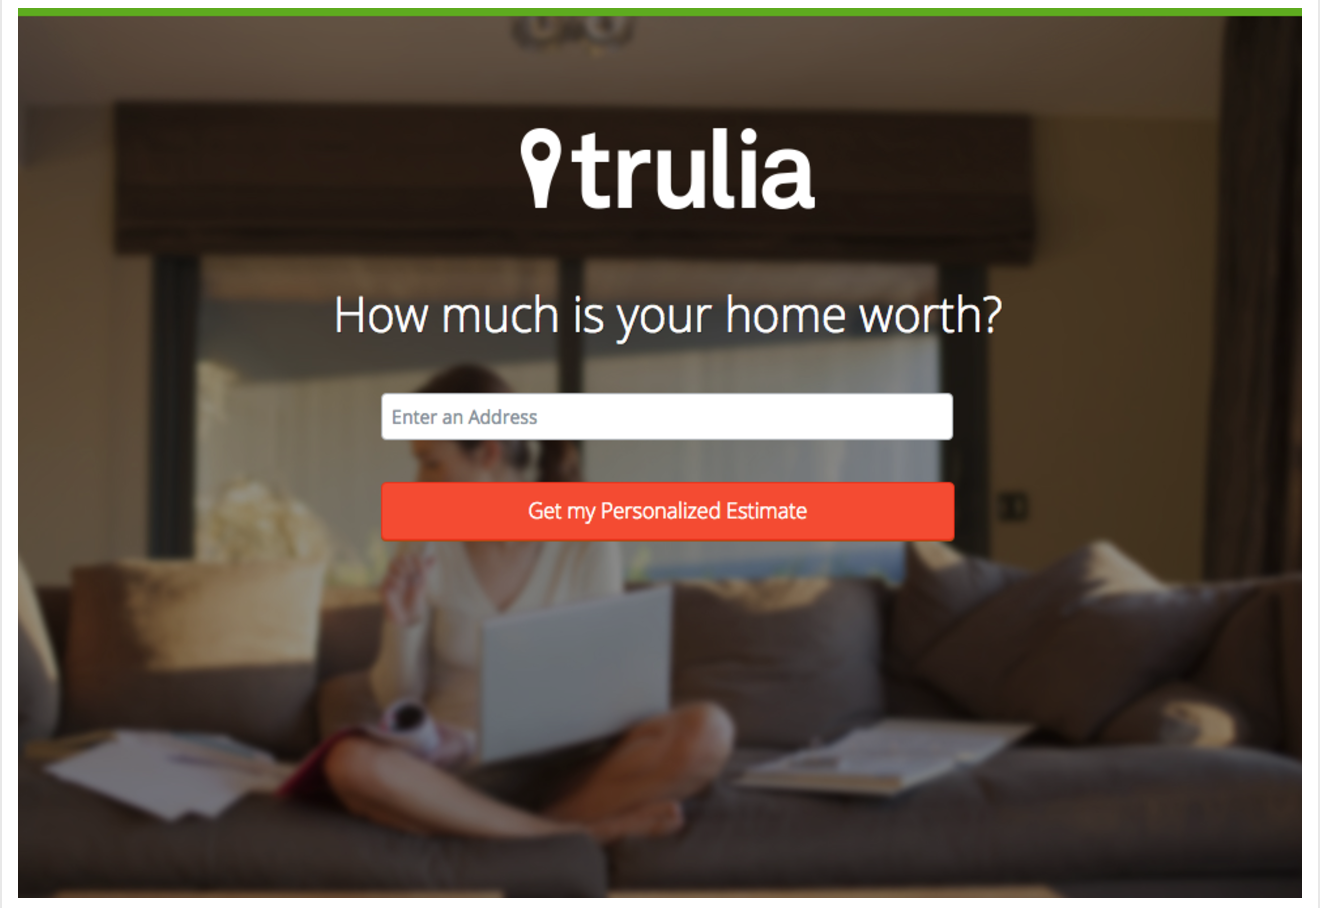 trulia
How much is your home worth?
Enter an Address
Get my Personalized Estimate